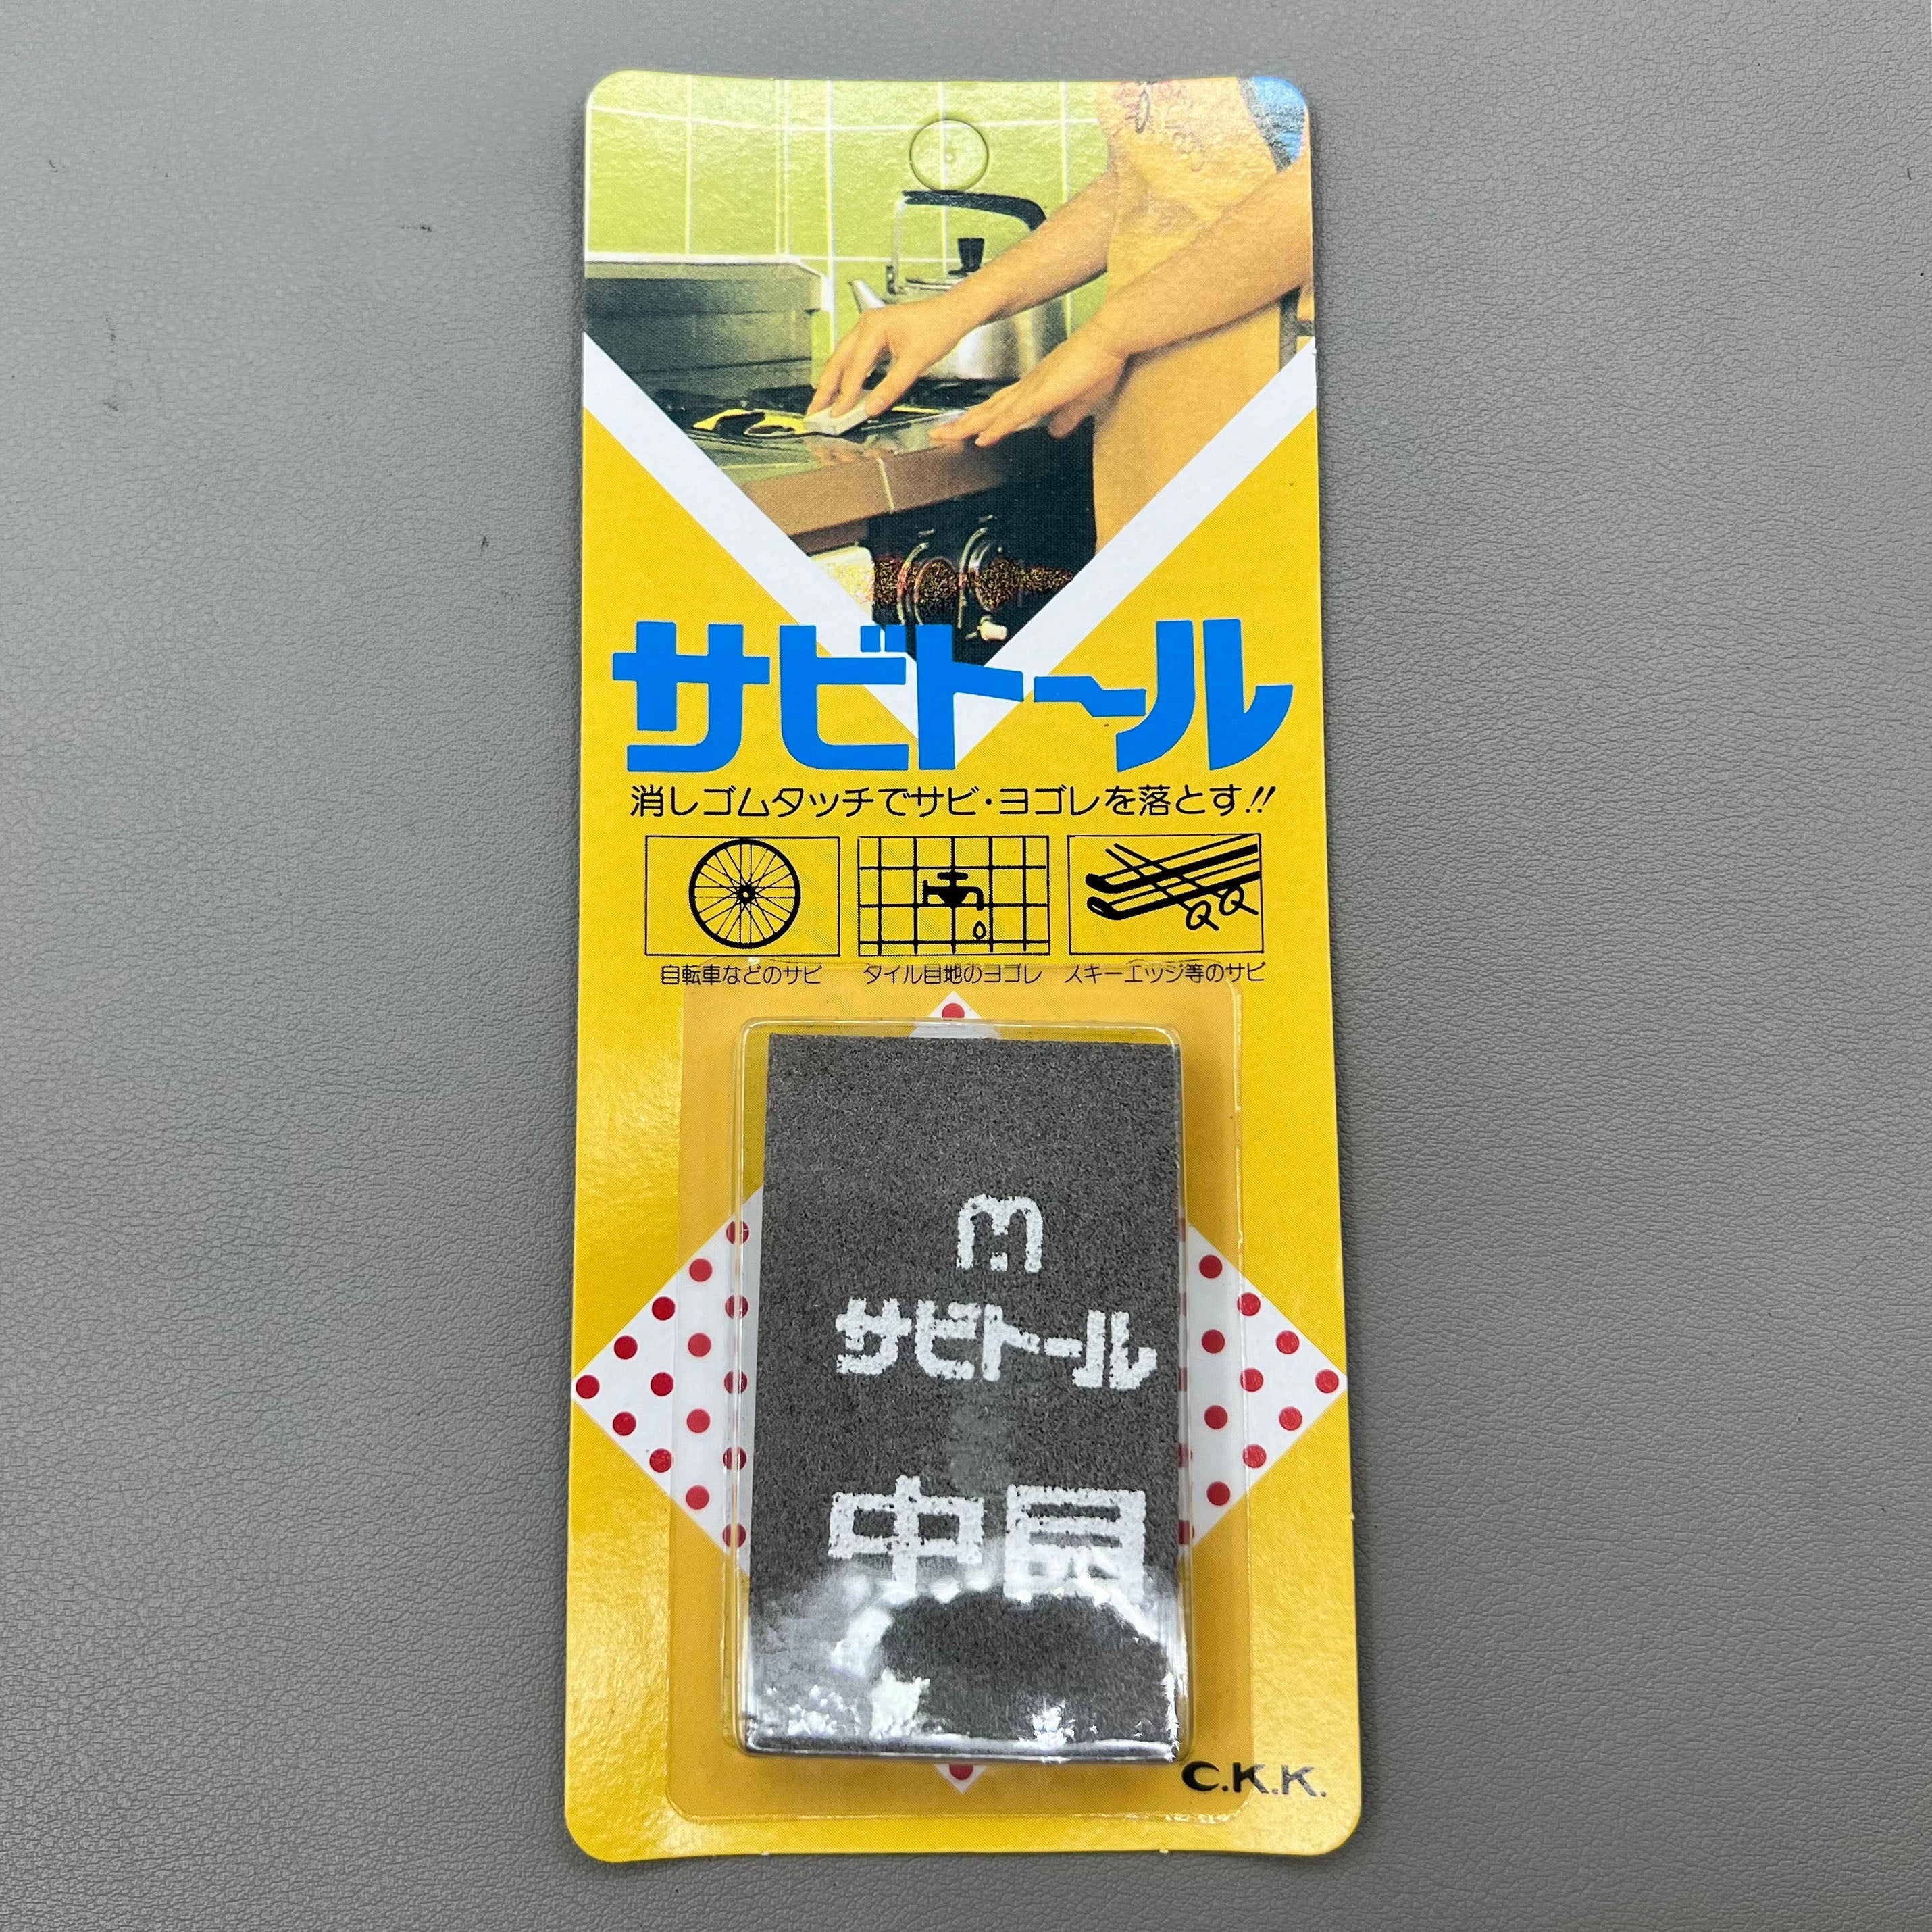 サビトール
消しゴムタッチでサビ・ヨゴレを落とす!!
自転車などのサビ
タイル目地のヨゴレ
スキーエッジ等のサビ
サビトール
中目
C.K.K.